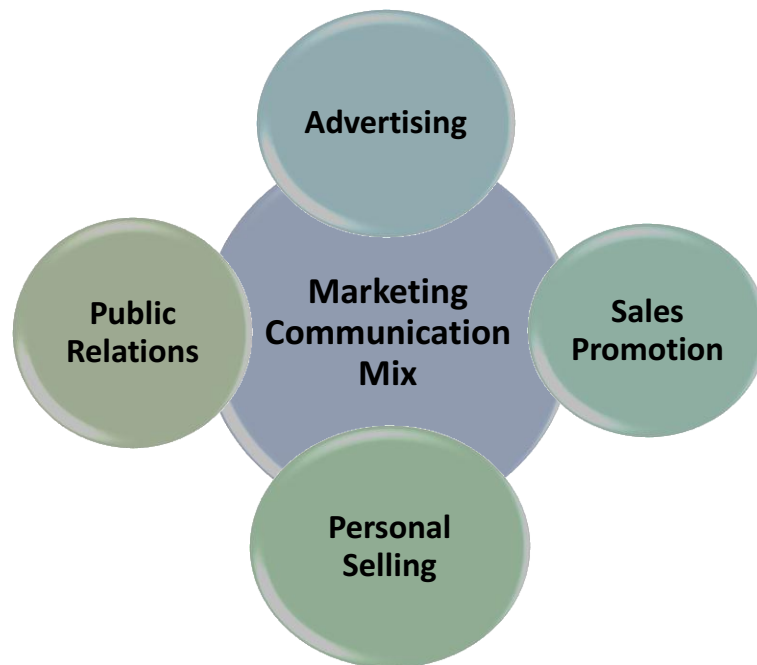 Advertising
Public
Relations
Marketing
Communication
Mix
Sales
Promotion
Personal
Selling